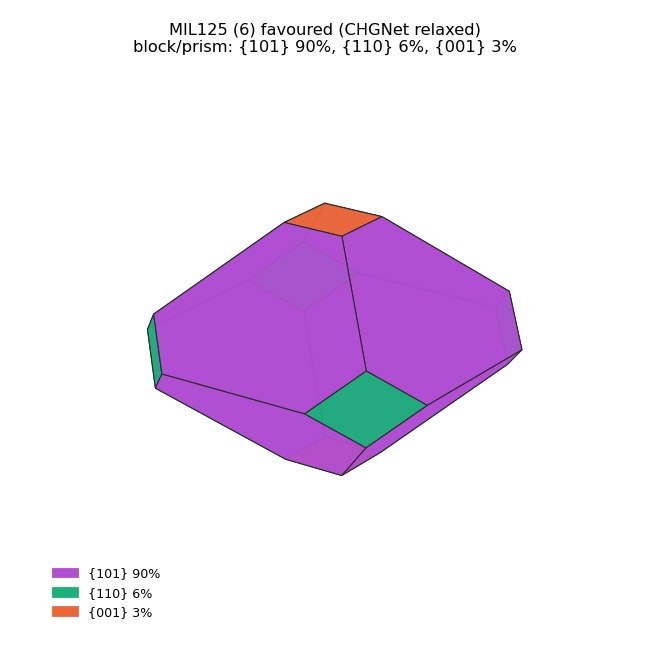 MIL125 (6) favoured (CHGNet relaxed)
block/prism: {101} 90%, {110} 6%, {001} 3%
{101} 90%
{110} 6%
{001} 3%